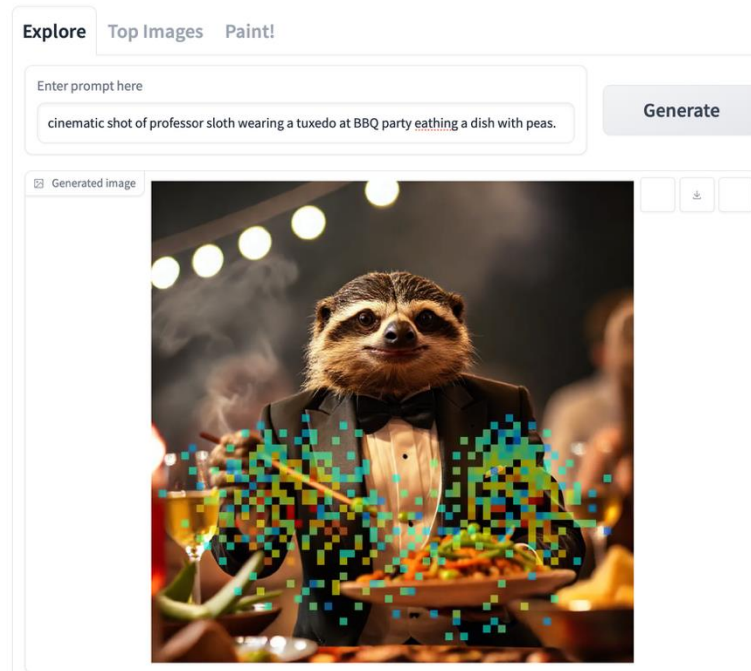 Explore Top Images Paint!
Enter prompt here
cinematic shot of professor sloth wearing a tuxedo at BBQ party eathing a dish with peas.
Generate
Generated image